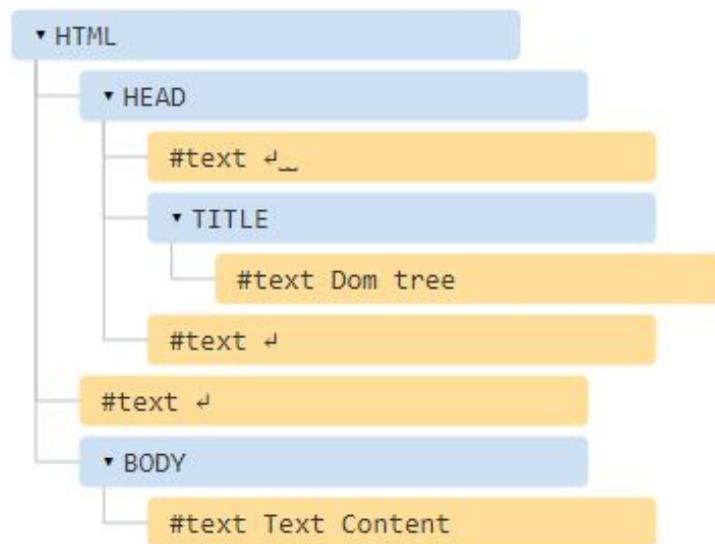 ▾ HTML
▾ HEAD
#text ↵␣␣
▾ TITLE
#text Dom tree
#text ↵
#text ↵
▾ BODY
#text Text Content